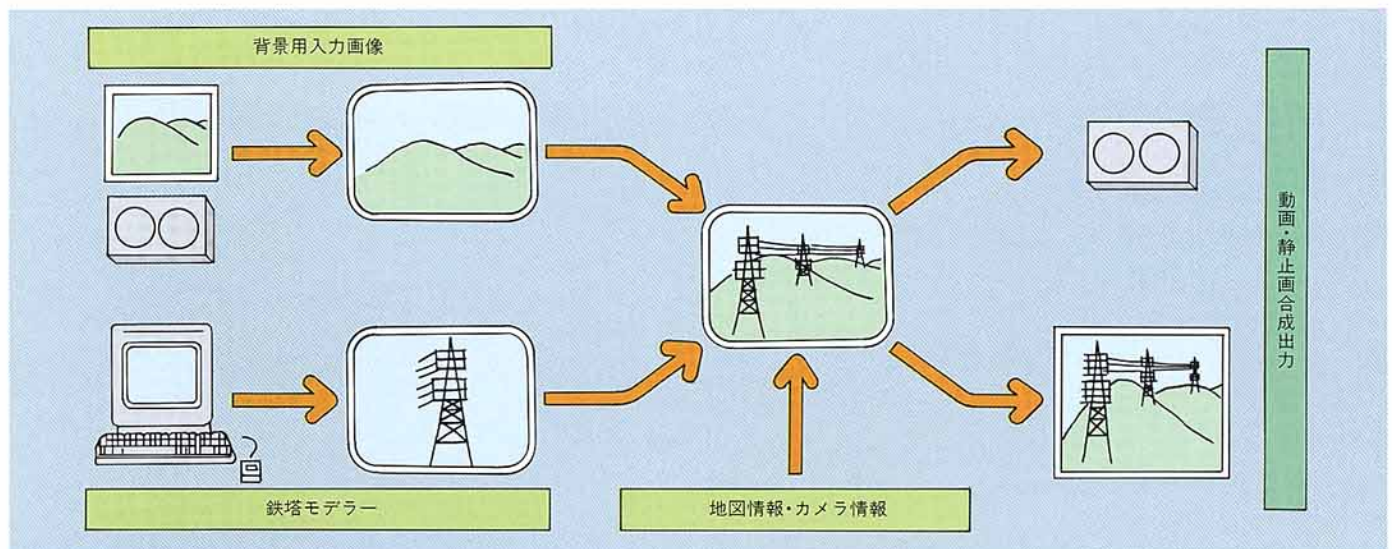 背景用入力画像
動画・静止画合成出力
鉄塔モデラー
地図情報・カメラ情報